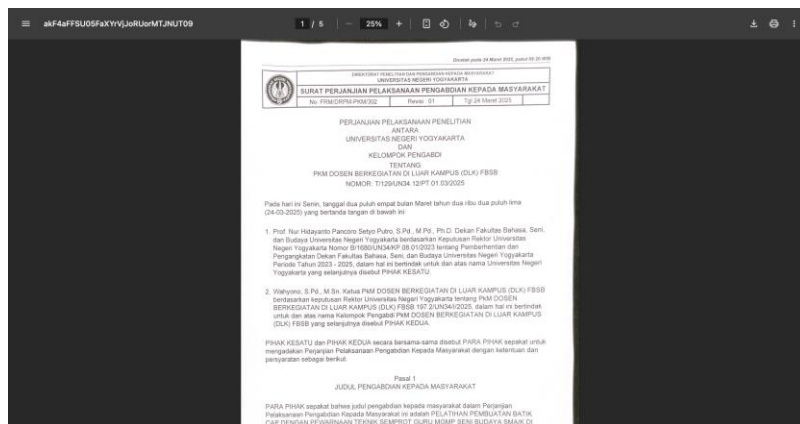 akF4aFFSU05FaXYrVjJoRUorMTJNUT09
1 / 5
25%
Dicetak pada 24 Maret 2025, pukul
DIREKTORAT PENELITIAN DAN PENGABDIAN KEPADA MASYARAKAT
UNIVERSITAS NEGERI YOGYAKARTA
SURAT PERJANJIAN PELAKSANAAN PENGABDIAN KEPADA MASYARAKAT
No. FRM/DRPM-PKM/302 Revisi : 01 Tgl 24 Maret 2025
PERJANJIAN PELAKSANAAN PENELITIAN
ANTARA
UNIVERSITAS NEGERI YOGYAKARTA
DAN
KELOMPOK PENGABDI
TENTANG
PKM DOSEN BERKEGIATAN DI LUAR KAMPUS (DLK) FBSB
NOMOR: T/129/UN34.12/PT.01.03/2025
Pada hari ini Senin, tanggal dua puluh empat bulan Maret tahun dua ribu dua puluh lima
(24-03-2025) yang bertanda tangan di bawah ini
1. Prof. Nur Hidayanto Pancoro Setyo Putro, S.Pd., M.Pd., Ph.D. Dekan Fakultas Bahasa, Seni,
dan Budaya Universitas Negeri Yogyakarta berdasarkan Keputusan Rektor Universitas
Negeri Yogyakarta Nomor B/1680/UN34/KP.08.01/2023 tentang Pemberhentian dan
Pengangkatan Dekan Fakultas Bahasa, Seni, dan Budaya Universitas Negeri Yogyakarta
Periode Tahun 2023 - 2025, dalam hal ini bertindak untuk dan atas nama Universitas Negeri
Yogyakarta yang selanjutnya disebut PIHAK KESATU.
2. Wahyono, S.Pd., M.Sn. Ketua PkM DOSEN BERKEGIATAN DI LUAR KAMPUS (DLK) FBSB
berdasarkan keputusan Rektor Universitas Negeri Yogyakarta tentang PkM DOSEN
BERKEGIATAN DI LUAR KAMPUS (DLK) FBSB 197.2/UN34/I/2025, dalam hal ini bertindak
untuk dan atas nama Kelompok Pengabdi PkM DOSEN BERKEGIATAN DI LUAR KAMPUS
(DLK) FBSB yang selanjutnya disebut PIHAK KEDUA.
PIHAK KESATU dan PIHAK KEDUA secara bersama-sama disebut PARA PIHAK sepakat untuk
mengadakan Perjanjian Pelaksanaan Pengabdian Kepada Masyarakat dengan ketentuan dan
persyaratan sebagai berikut.
Pasal 1
JUDUL PENGABDIAN KEPADA MASYARAKAT
PARA PIHAK sepakat bahwa judul pengabdian kepada masyarakat dalam Perjanjian
Pelaksanaan Pengabdian Kepada Masyarakat ini adalah PELATIHAN PEMBUATAN BATIK
CAP DENGAN PEWARNAAN TEKNIK SEMPROT GURU MGMP SENI BUDAYA SMA/K DI